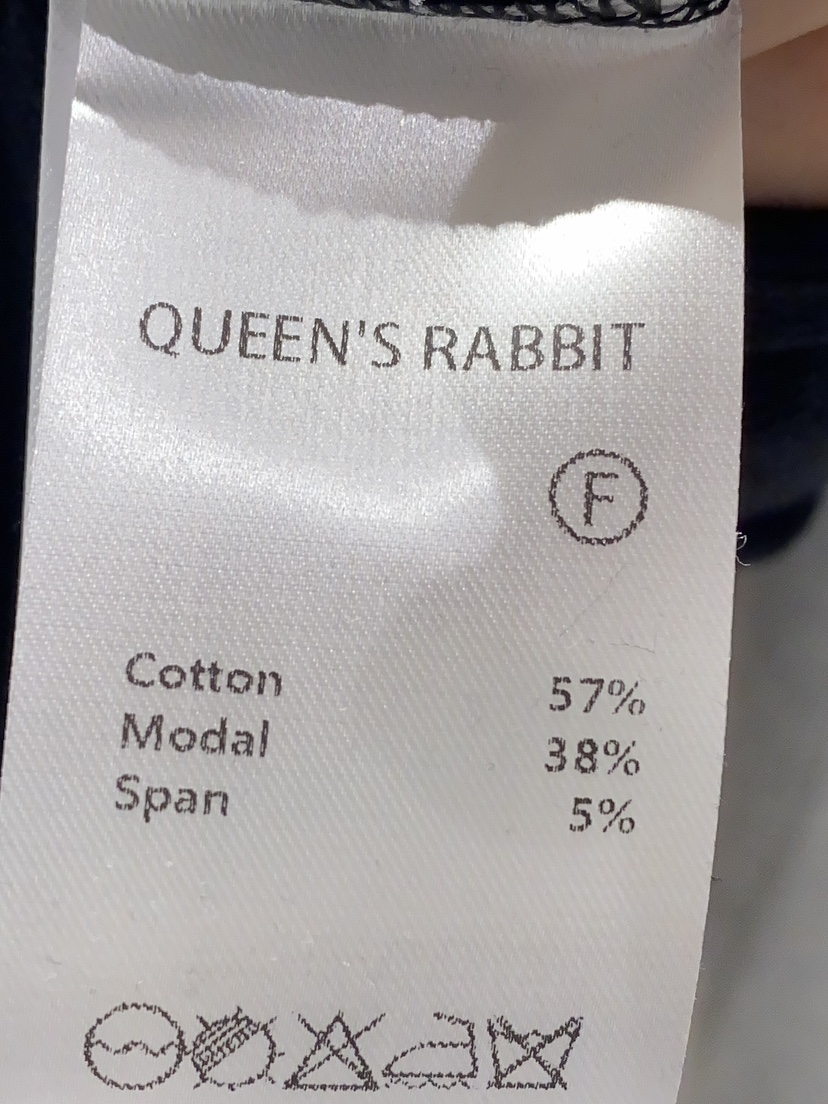 QUEEN'S RABBIT
F
Cotton 57%
Modal 38%
Span 5%